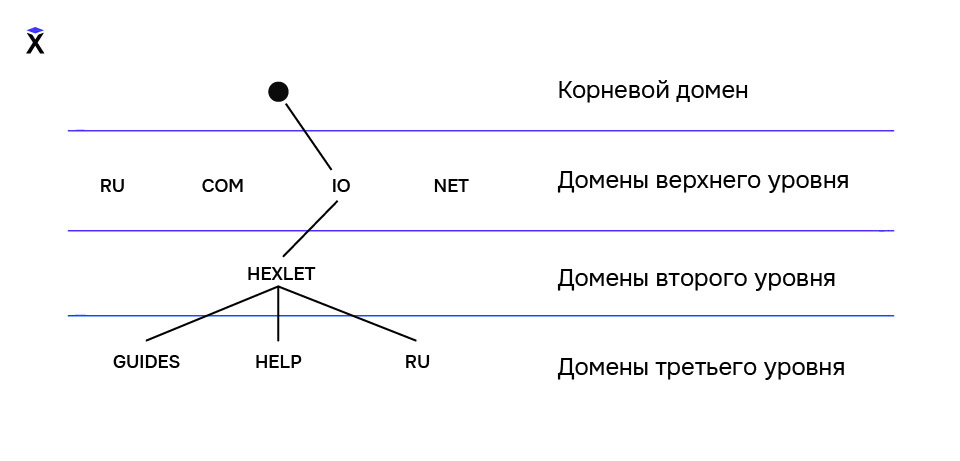 Корневой домен
RU COM IO NET Домены верхнего уровня
HEXLET Домены второго уровня
GUIDES HELP RU Домены третьего уровня